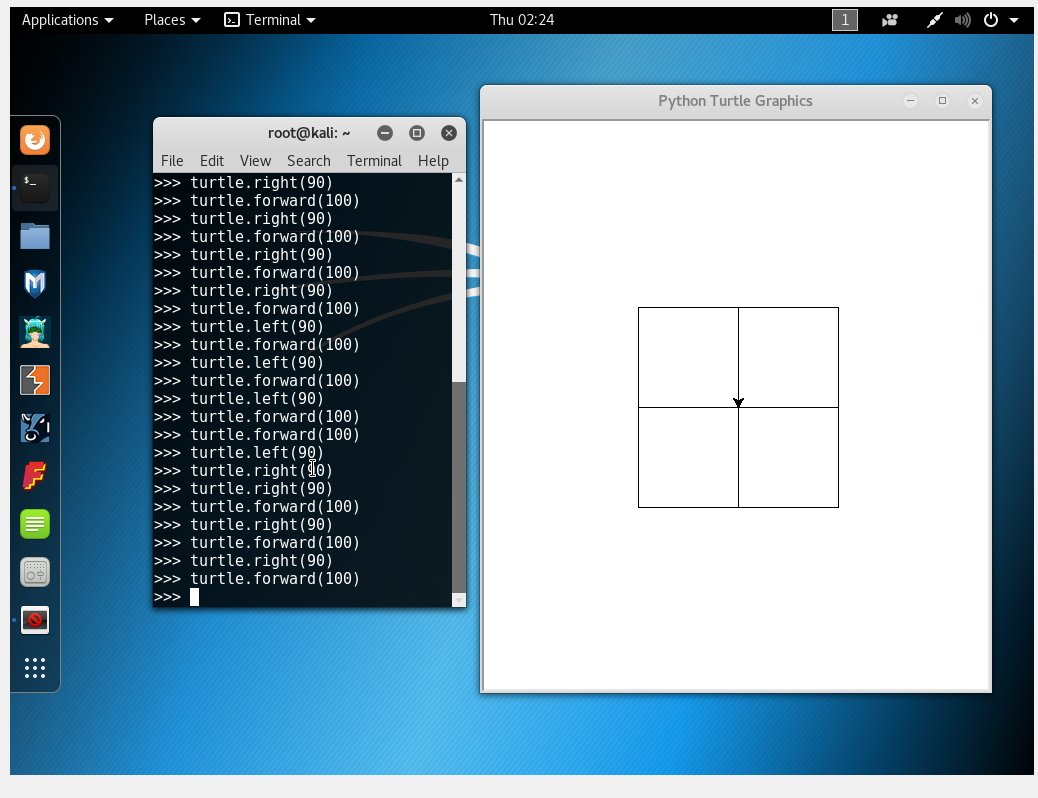 Applications Places Terminal Thu 02:24 1
Python Turtle Graphics
root@kali: ~
File Edit View Search Terminal Help
>>> turtle.right(90)
>>> turtle.forward(100)
>>> turtle.right(90)
>>> turtle.forward(100)
>>> turtle.right(90)
>>> turtle.forward(100)
>>> turtle.right(90)
>>> turtle.forward(100)
>>> turtle.left(90)
>>> turtle.forward(100)
>>> turtle.left(90)
>>> turtle.forward(100)
>>> turtle.left(90)
>>> turtle.forward(100)
>>> turtle.forward(100)
>>> turtle.left(90)
>>> turtle.right(90)
>>> turtle.right(90)
>>> turtle.forward(100)
>>> turtle.right(90)
>>> turtle.forward(100)
>>> turtle.right(90)
>>> turtle.forward(100)
>>>